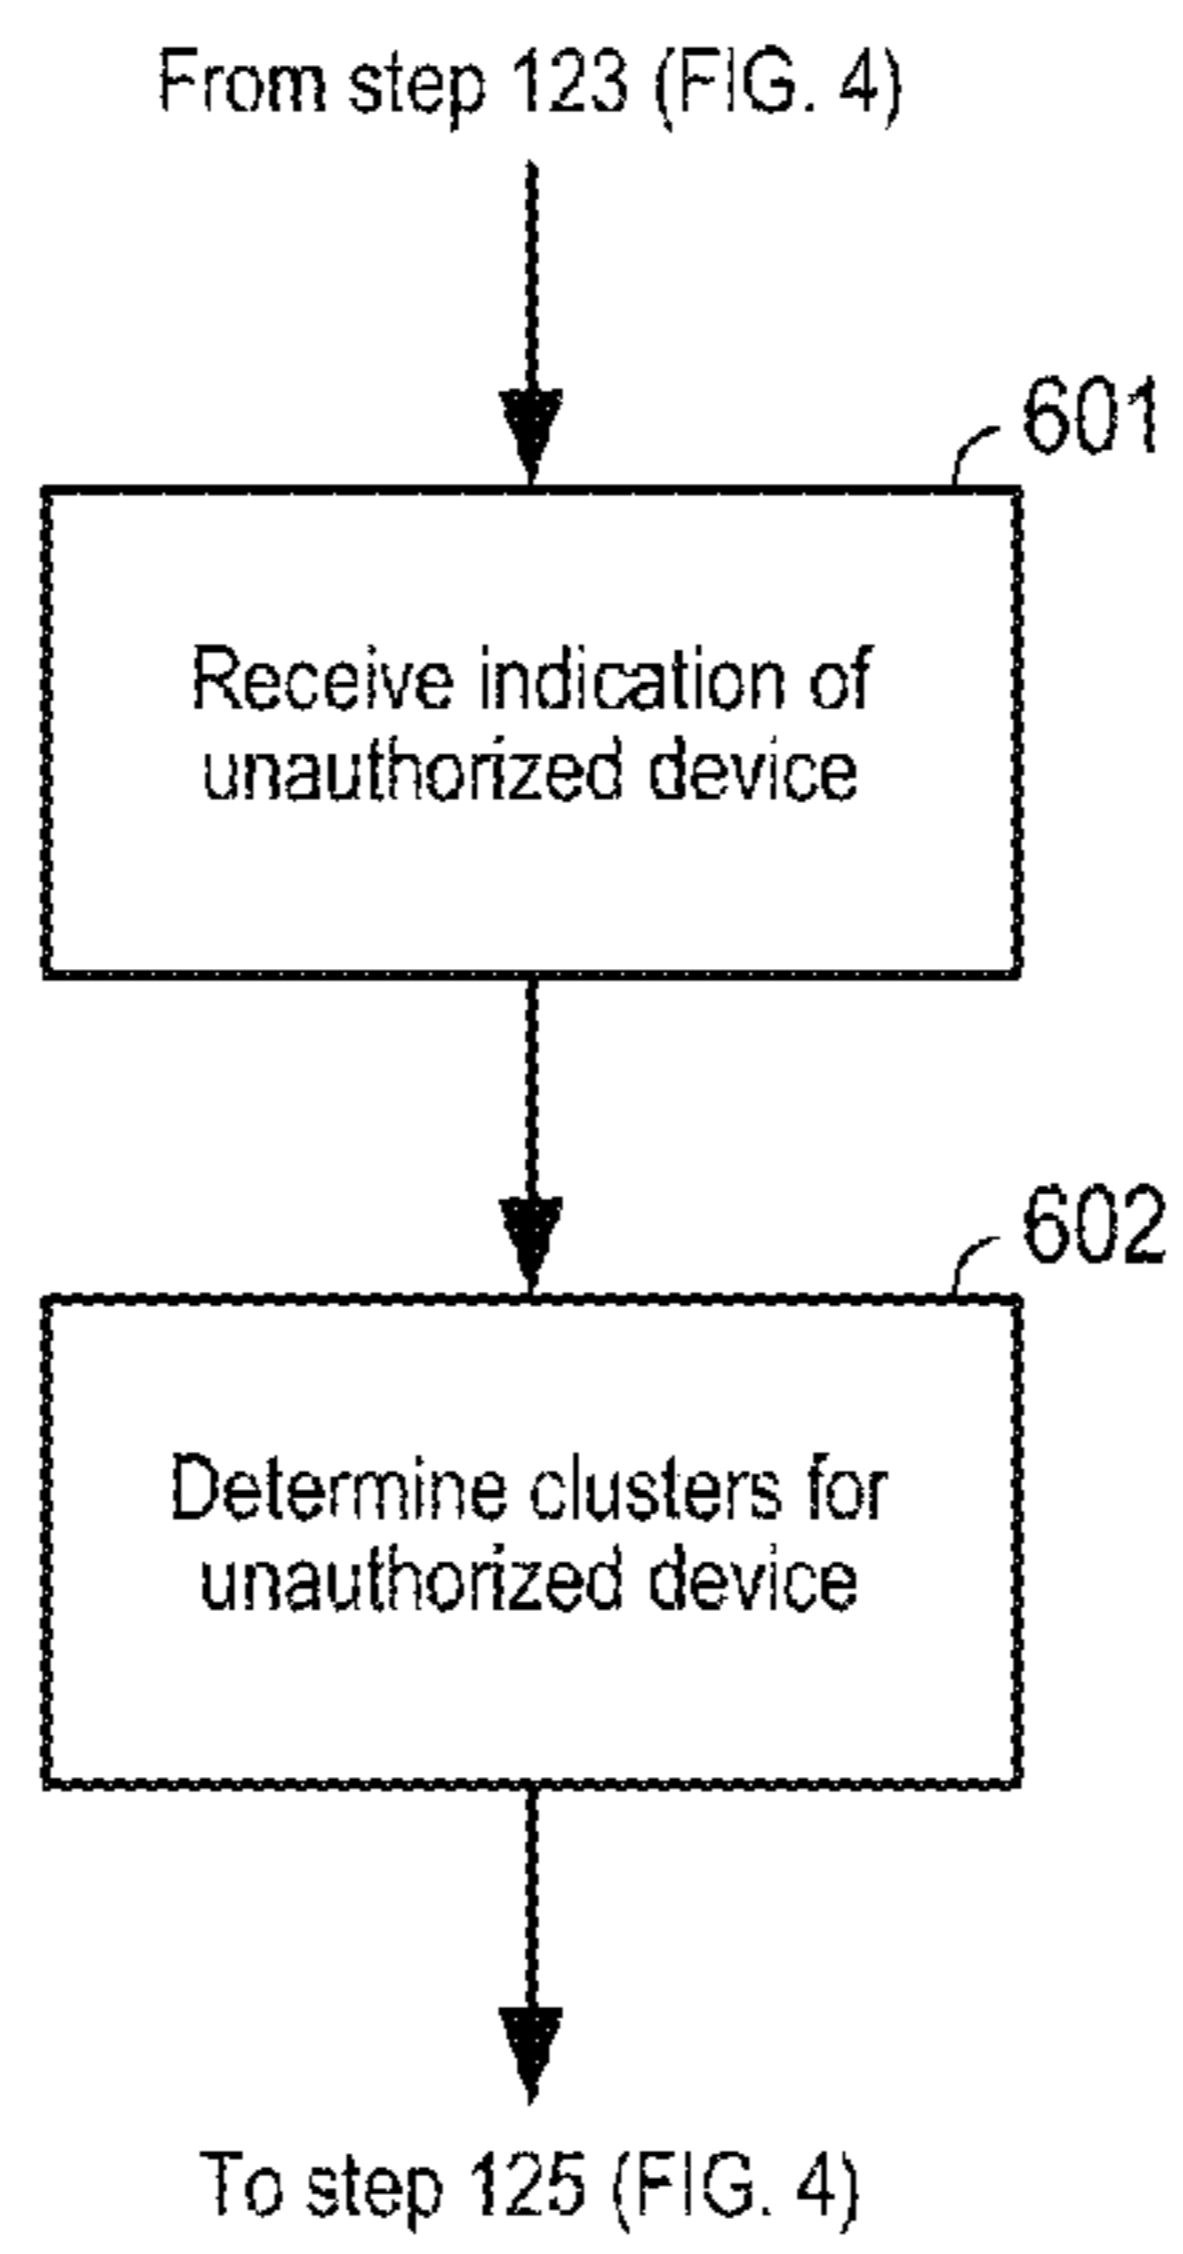 From step 123 (FIG. 4)
601
Receive indication of
unauthorized device
602
Determine clusters for
unauthorized device
To step 125 (FIG. 4)